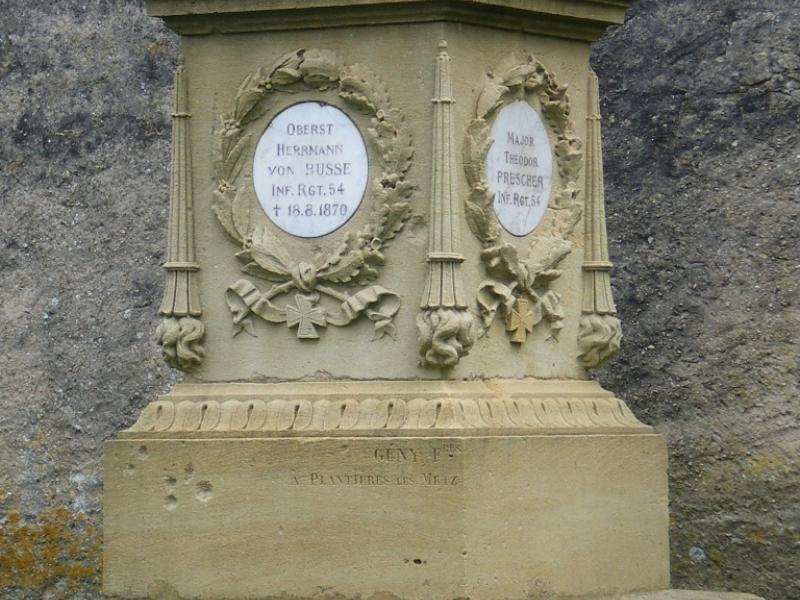 OBERST
HERRMANN
VON BUSSE
INF. RGT. 54
† 18.8.1870
MAJOR
THEODOR
PRESCHER
INF. RGT. 54
GENY FRES
A PLANTIERES LES METZ